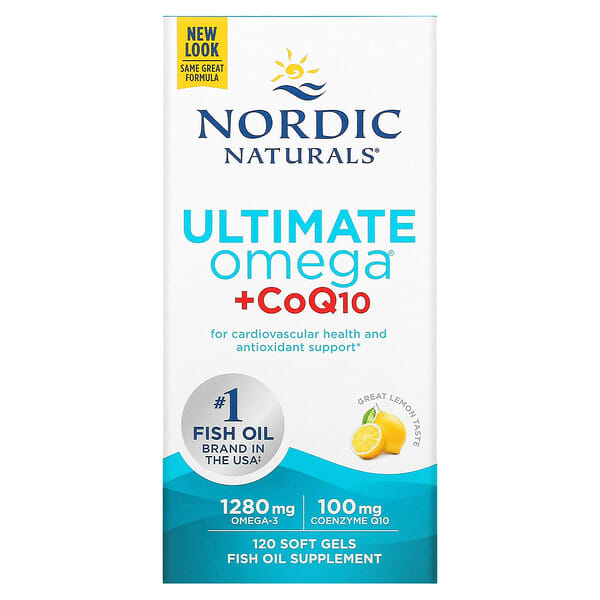 NEW
LOOK
SAME GREAT
FORMULA
NORDIC
NATURALS®
ULTIMATE
omega®
+CoQ10
for cardiovascular health and
antioxidant support*
GREAT LEMON TASTE
#1
FISH OIL
BRAND IN
THE USA‡
1280 mg
OMEGA-3
100 mg
COENZYME Q10
120 SOFT GELS
FISH OIL SUPPLEMENT